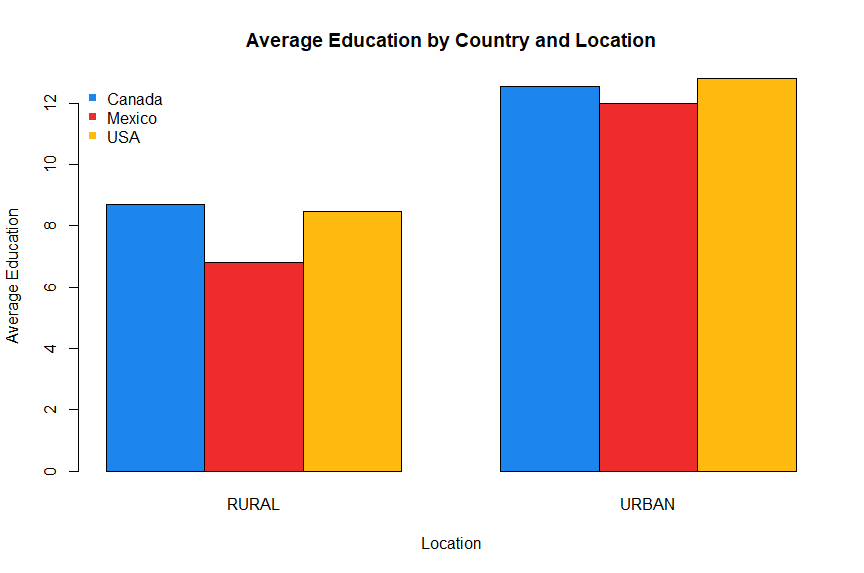 Average Education by Country and Location
Canada
Mexico
USA
Average Education
12
10
8
6
4
2
0
RURAL
URBAN
Location